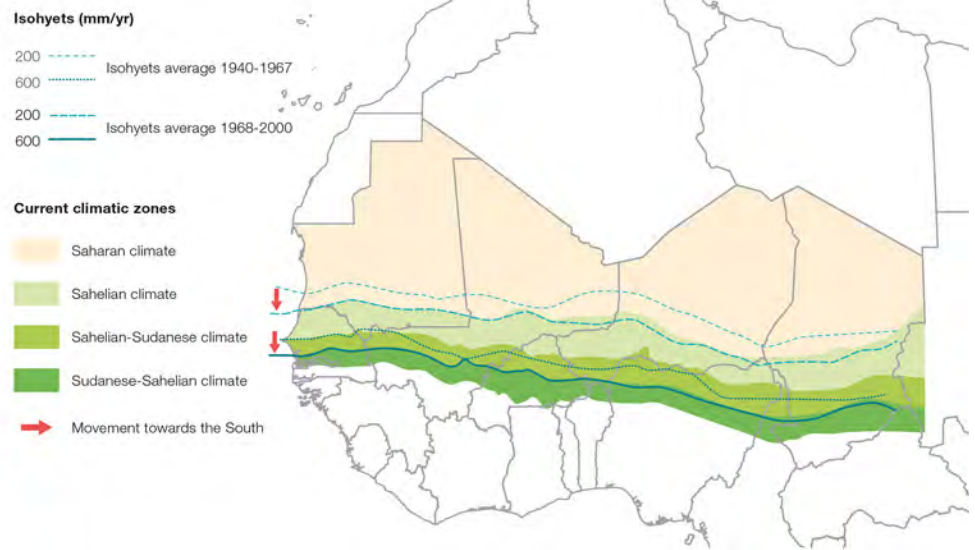 Isohyets (mm/yr)
200
Isohyets average 1940-1967
600
200
Isohyets average 1968-2000
600
Current climatic zones
Saharan climate
Sahelian climate
Sahelian-Sudanese climate
Sudanese-Sahelian climate
Movement towards the South